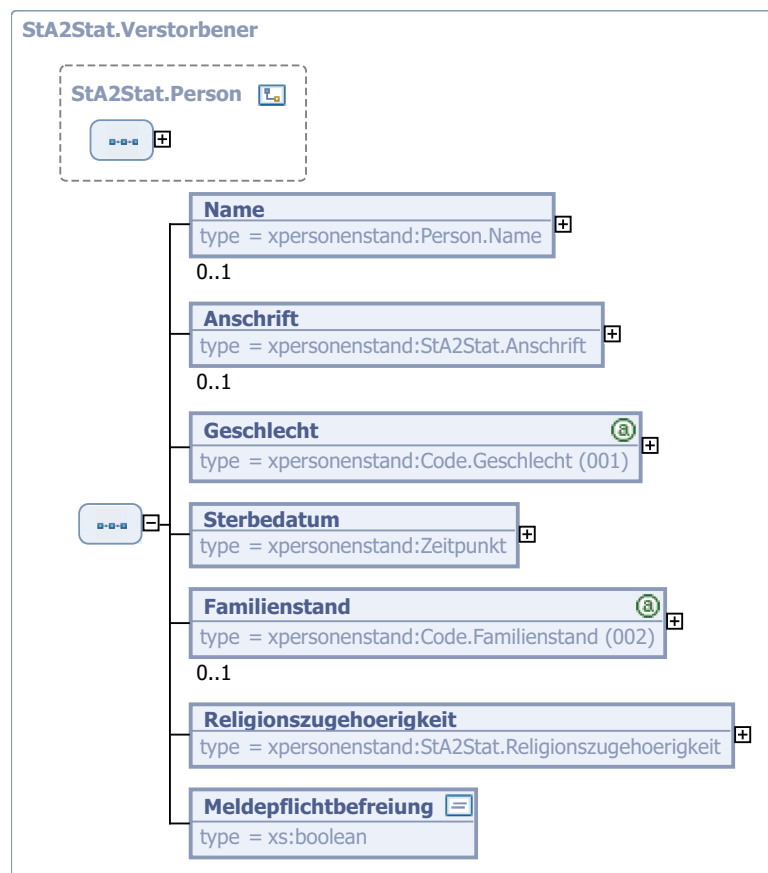 StA2Stat.Verstorbener
StA2Stat.Person
Name
type = xpersonenstand:Person.Name
0..1
Anschrift
type = xpersonenstand:StA2Stat.Anschrift
0..1
Geschlecht
a
type = xpersonenstand:Code.Geschlecht (001)
Sterbedatum
type = xpersonenstand:Zeitpunkt
Familienstand
a
type = xpersonenstand:Code.Familienstand (002)
0..1
Religionszugehoerigkeit
type = xpersonenstand:StA2Stat.Religionszugehoerigkeit
Meldepflichtbefreiung
type = xs:boolean